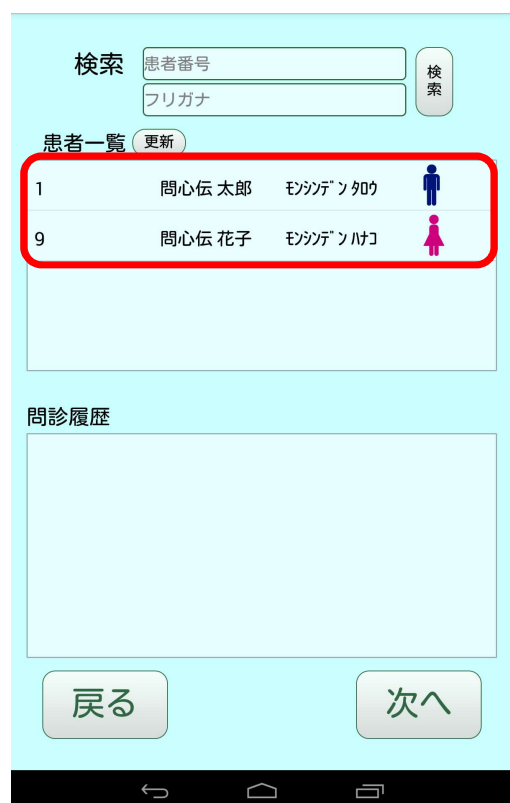 検索
患者番号
検索
フリガナ
患者一覧 更新
1 問心伝 太郎 ﾓﾝｼﾝﾃﾞﾝ ﾀﾛｳ
9 問心伝 花子 ﾓﾝｼﾝﾃﾞﾝ ﾊﾅｺ
問診履歴
戻る 次へ